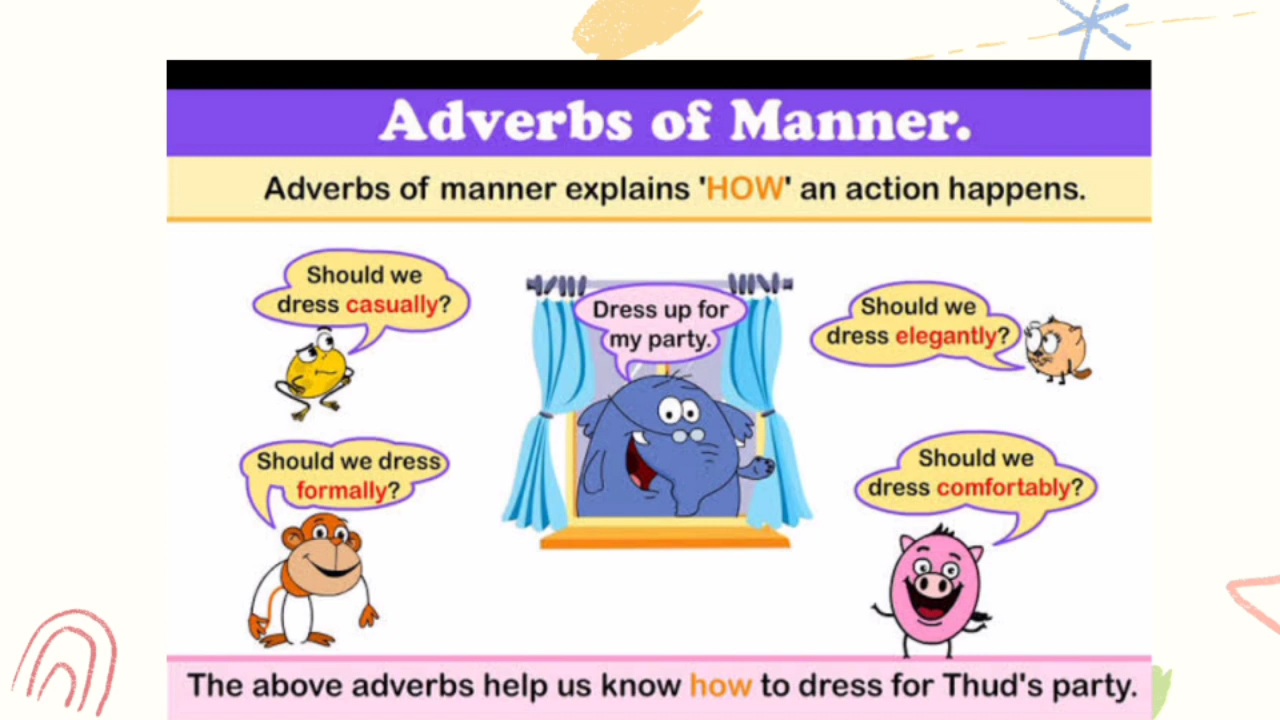 Adverbs of Manner.
Adverbs of manner explains 'HOW' an action happens.
Should we
dress casually?
Dress up for
my party.
Should we
dress elegantly?
Should we dress
formally?
Should we
dress comfortably?
The above adverbs help us know how to dress for Thud's party.